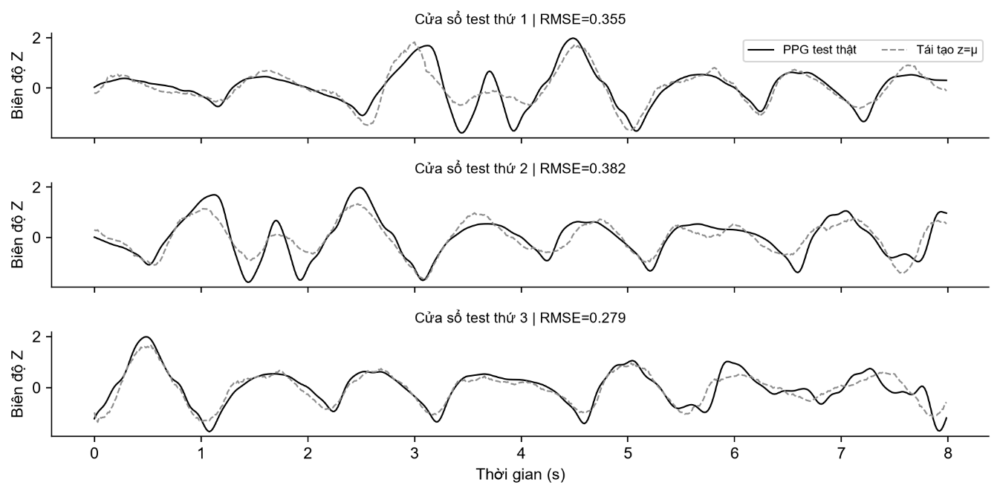 Cửa sổ test thứ 1 | RMSE=0.355
2
0
Biên độ Z
PPG test thật
Tái tạo z=μ
Cửa sổ test thứ 2 | RMSE=0.382
2
0
Biên độ Z
Cửa sổ test thứ 3 | RMSE=0.279
2
0
Biên độ Z
0 1 2 3 4 5 6 7 8
Thời gian (s)